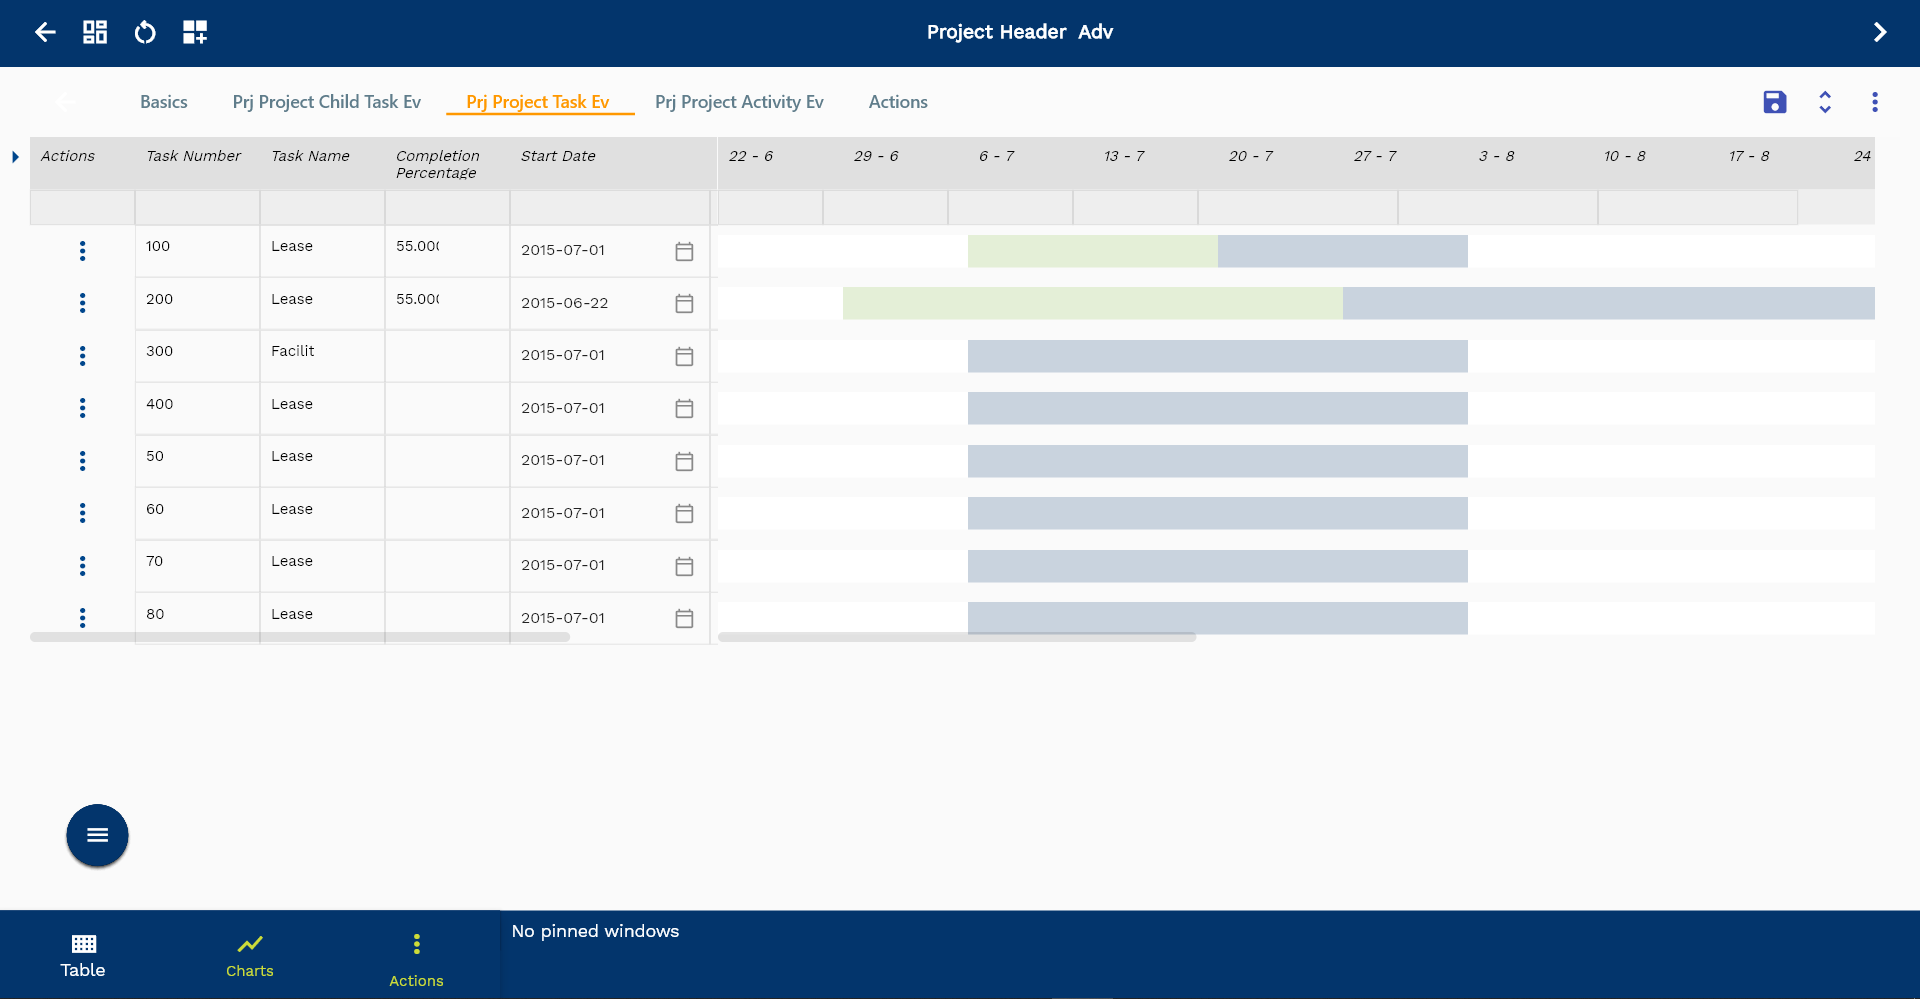 Project Header  Adv
Basics
Prj Project Child Task Ev
Prj Project Task Ev
Prj Project Activity Ev
Actions
Actions
Task Number
Task Name
Completion
Percentage
Start Date
22 - 6
29 - 6
6 - 7
13 - 7
20 - 7
27 - 7
3 - 8
10 - 8
17 - 8
24
100
Lease
55.00
2015-07-01
200
Lease
55.00
2015-06-22
300
Facilit
2015-07-01
400
Lease
2015-07-01
50
Lease
2015-07-01
60
Lease
2015-07-01
70
Lease
2015-07-01
80
Lease
2015-07-01
Table
Charts
Actions
No pinned windows